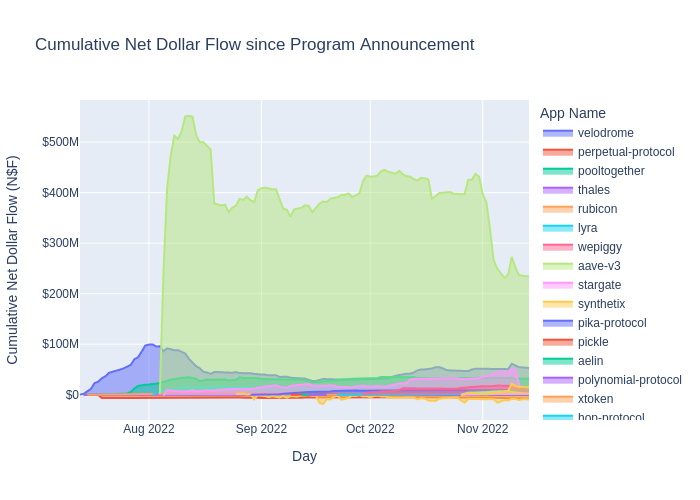 Cumulative Net Dollar Flow since Program Announcement
Cumulative Net Dollar Flow (N$F)
$500M
$400M
$300M
$200M
$100M
$0
Aug 2022
Sep 2022
Oct 2022
Nov 2022
Day
App Name
velodrome
perpetual-protocol
pooltogether
thales
rubicon
lyra
wepiggy
aave-v3
stargate
synthetix
pika-protocol
pickle
aelin
polynomial-protocol
xtoken
hop-protocol